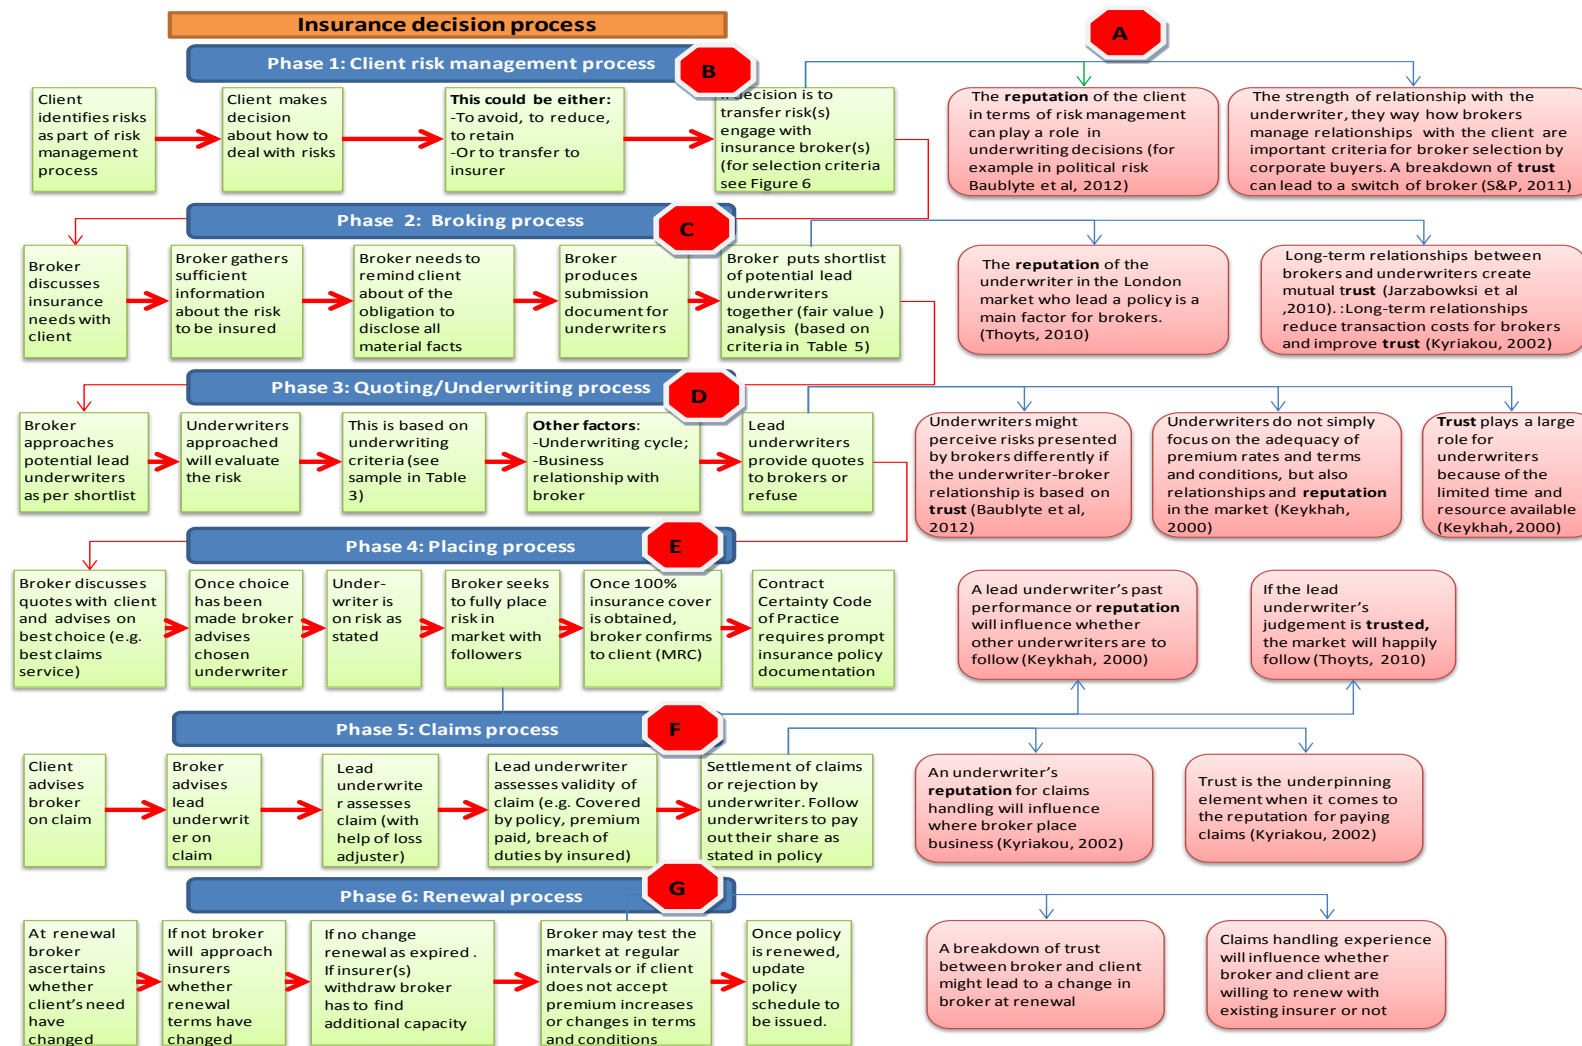 Insurance decision process
A
Phase 1: Client risk management process
B
Client
identifies risks
as part of risk
management
process
Client makes
decision
about how to
deal with risks
This could be either:
-To avoid, to reduce,
to retain
-Or to transfer to
insurer
decision is to
transfer risk(s)
engage with
insurance broker(s)
(for selection criteria
see Figure 6
The reputation of the client
in terms of risk management
can play a role in
underwriting decisions (for
example in political risk
Baublyte et al, 2012)
The strength of relationship with the
underwriter, they way how brokers
manage relationships with the client are
important criteria for broker selection by
corporate buyers. A breakdown of trust
can lead to a switch of broker (S&P, 2011)
Phase 2: Broking process
C
Broker
discusses
insurance
needs with
client
Broker gathers
sufficient
information
about the risk
to be insured
Broker needs to
remind client
about of the
obligation to
disclose all
material facts
Broker
produces
submission
document for
underwriters
Broker puts shortlist
of potential lead
underwriters
together (fair value )
analysis (based on
criteria in Table 5)
The reputation of the
underwriter in the London
market who lead a policy is a
main factor for brokers.
(Thoyts, 2010)
Long-term relationships between
brokers and underwriters create
mutual trust (Jarzabowksi et al
,2010). :Long-term relationships
reduce transaction costs for brokers
and improve trust (Kyriakou, 2002)
Phase 3: Quoting/Underwriting process
D
Broker
approaches
potential lead
underwriters
as per shortlist
Underwriters
approached
will evaluate
the risk
This is based on
underwriting
criteria (see
sample in Table
3)
Other factors:
-Underwriting cycle;
-Business
relationship with
broker
Lead
underwriters
provide quotes
to brokers or
refuse
Underwriters might
perceive risks presented
by brokers differently if
the underwriter-broker
relationship is based on
trust (Baublyte et al,
2012)
Underwriters do not simply
focus on the adequacy of
premium rates and terms
and conditions, but also
relationships and reputation
in the market (Keykhah,
2000)
Trust plays a large
role for
underwriters
because of the
limited time and
resource available
(Keykhah, 2000)
Phase 4: Placing process
E
Broker discusses
quotes with client
and advises on
best choice (e.g.
best claims
service)
Once choice
has been
made broker
advises
chosen
underwriter
Under-
writer is
on risk as
stated
Broker seeks
to fully place
risk in
market with
followers
Once 100%
insurance cover
is obtained,
broker confirms
to client (MRC)
Contract
Certainty Code
of Practice
requires prompt
insurance policy
documentation
A lead underwriter's past
performance or reputation
will influence whether
other underwriters are to
follow (Keykhah, 2000)
If the lead
underwriter's
judgement is trusted,
the market will happily
follow (Thoyts, 2010)
Phase 5: Claims process
F
Client
advises
broker
on claim
Broker
advises
lead
underwrit
er on
claim
Lead
underwrite
r assesses
claim (with
help of loss
adjuster)
Lead underwriter
assesses validity of
claim (e.g. Covered
by policy, premium
paid, breach of
duties by insured)
Settlement of claims
or rejection by
underwriter. Follow
underwriters to pay
out their share as
stated in policy
An underwriter's
reputation for claims
handling will influence
where broker place
business (Kyriakou, 2002)
Trust is the underpinning
element when it comes to
the reputation for paying
claims (Kyriakou, 2002)
Phase 6: Renewal process
G
At renewal
broker
ascertains
whether
client's need
have
changed
If not broker
will approach
insurers
whether
renewal
terms have
changed
If no change
renewal as expired .
If insurer(s)
withdraw broker
has to find
additional capacity
Broker may test the
market at regular
intervals or if client
does not accept
premium increases
or changes in terms
and conditions
Once policy
is renewed,
update
policy
schedule to
be issued.
A breakdown of trust
between broker and client
might lead to a change in
broker at renewal
Claims handling experience
will influence whether
broker and client are
willing to renew with
existing insurer or not